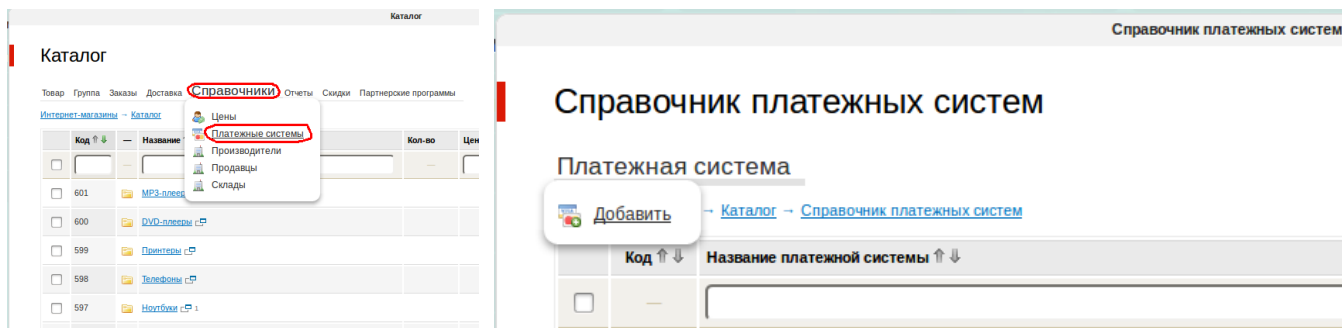 Каталог
Каталог
Товар Группа Заказы Доставка Справочники Отчеты Скидки Партнерские программы
Интернет-магазины → Каталог
Цены
Платежные системы
Производители
Продавцы
Склады
Код ⇑ ⇓ — Название Кол-во Цен
— —
601 MP3-плеер
600 DVD-плееры
599 Принтеры
598 Телефоны
597 Ноутбуки 1
Справочник платежных систем
Справочник платежных систем
Платежная система
Добавить
→ Каталог → Справочник платежных систем
Код ⇑ ⇓ Название платежной системы ⇑ ⇓
—